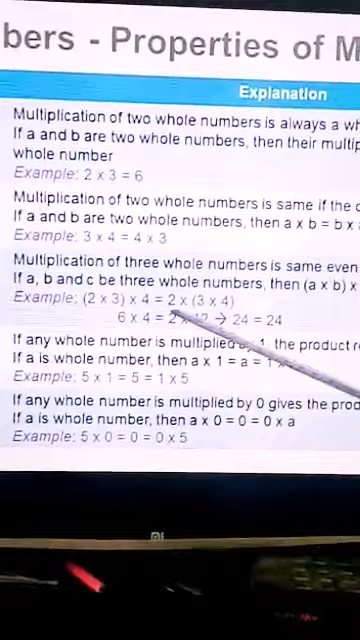 bers - Properties of M
Explanation
Multiplication of two whole numbers is always a wh
If a and b are two whole numbers, then their multip
whole number
Example: 2 x 3 = 6
Multiplication of two whole numbers is same if the o
If a and b are two whole numbers, then a x b = b x
Example: 3 x 4 = 4 x 3
Multiplication of three whole numbers is same even
If a, b and c be three whole numbers, then (a x b) x
Example: (2 x 3) x 4 = 2 x (3 x 4)
6 x 4 = 2 x 12 → 24 = 24
If any whole number is multiplied by 1, the product r
If a is whole number, then a x 1 = a = 1 x
Example: 5 x 1 = 5 = 1 x 5
If any whole number is multiplied by 0 gives the prod
If a is whole number, then a x 0 = 0 = 0 x a
Example: 5 x 0 = 0 = 0 x 5
mi